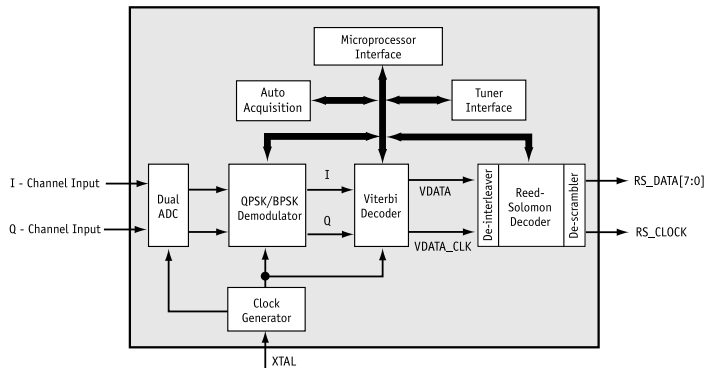 Microprocessor
Interface
Auto
Acquisition
Tuner
Interface
I - Channel Input
Q - Channel Input
Dual
ADC
QPSK/BPSK
Demodulator
I
Q
Viterbi
Decoder
VDATA
VDATA_CLK
De-interleaver
Reed-
Solomon
Decoder
De-scrambler
RS_DATA[7:0]
RS_CLOCK
Clock
Generator
XTAL